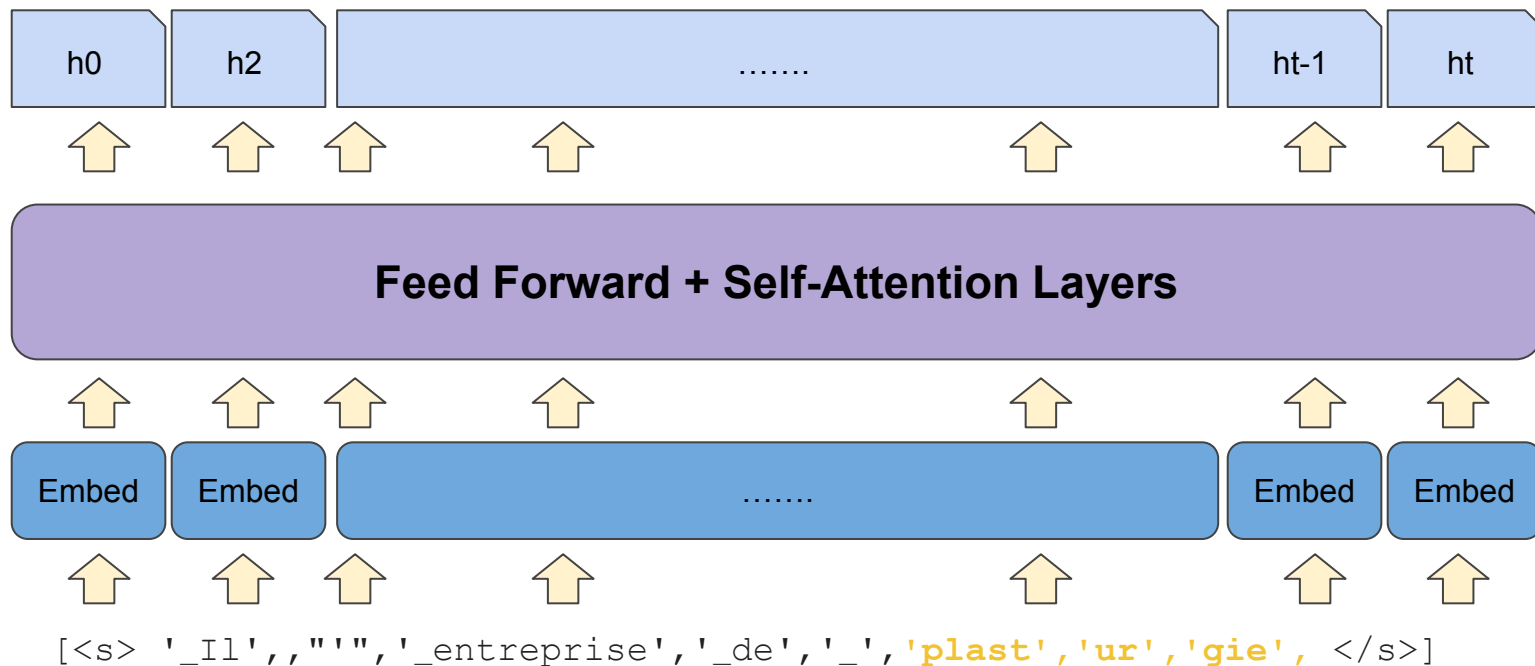 h0 h2 ....... ht-1 ht
Feed Forward + Self-Attention Layers
Embed Embed ....... Embed Embed
[<s> '_Il',,"'",'_entreprise','_de','_','plast','ur','gie', </s>]